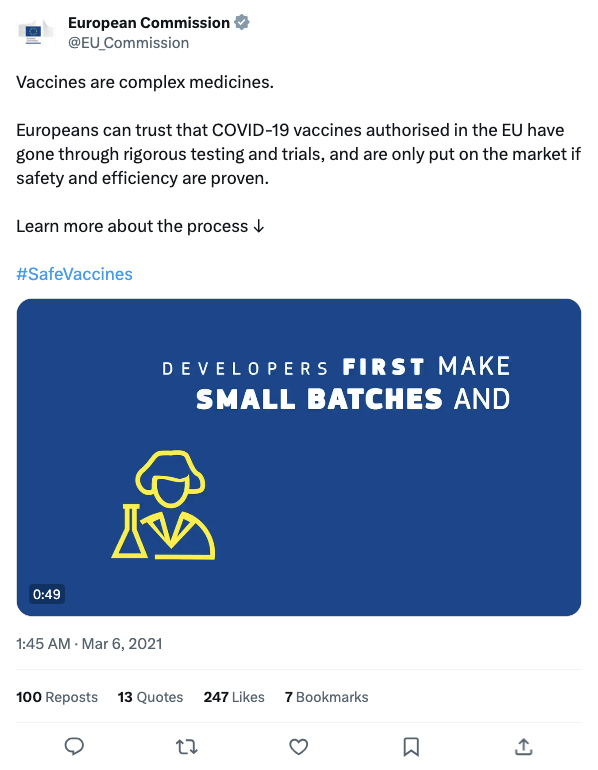 European Commission
@EU_Commission
Vaccines are complex medicines.
Europeans can trust that COVID-19 vaccines authorised in the EU have
gone through rigorous testing and trials, and are only put on the market if
safety and efficiency are proven.
Learn more about the process ↓
#SafeVaccines
DEVELOPERS FIRST MAKE
SMALL BATCHES AND
0:49
1:45 AM · Mar 6, 2021
100 Reposts 13 Quotes 247 Likes 7 Bookmarks